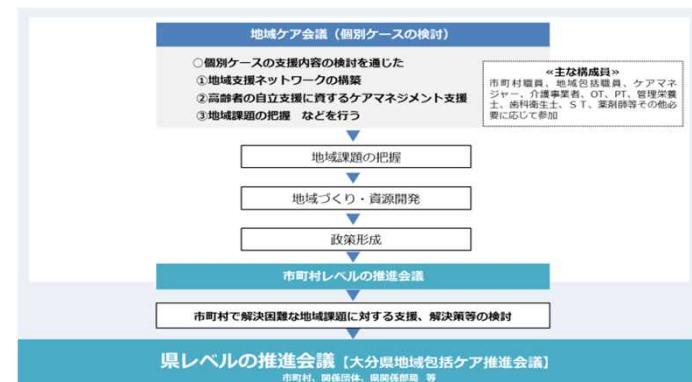 地域ケア会議（個別ケースの検討）
○個別ケースの支援内容の検討を通じた
①地域支援ネットワークの構築
②高齢者の自立支援に資するケアマネジメント支援
③地域課題の把握　などを行う
≪主な構成員≫
市町村職員、地域包括職員、ケアマネ
ジャー、介護事業者、OT、PT、管理栄養
士、歯科衛生士、ＳＴ、薬剤師等その他必
要に応じて参加
地域課題の把握
地域づくり・資源開発
政策形成
市町村レベルの推進会議
市町村で解決困難な地域課題に対する支援、解決策等の検討
県レベルの推進会議【大分県地域包括ケア推進会議】
市町村、関係団体、県関係部局　等